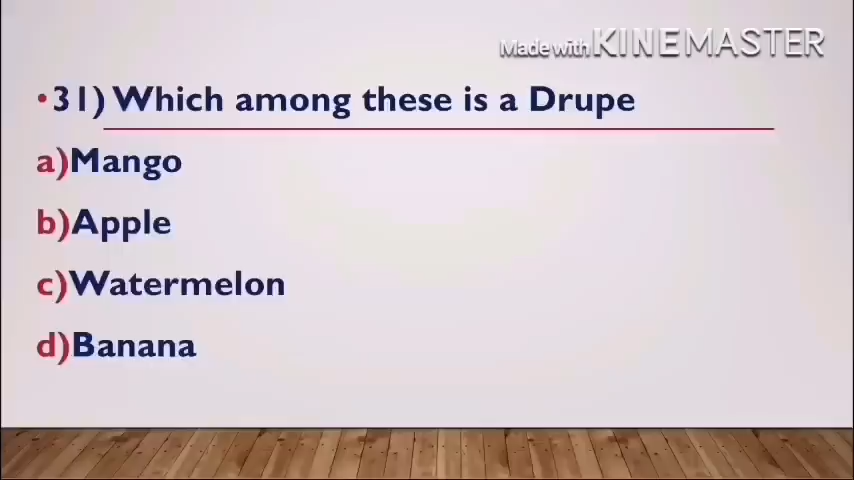 Made with KINEMASTER
•31) Which among these is a Drupe
a)Mango
b)Apple
c)Watermelon
d)Banana